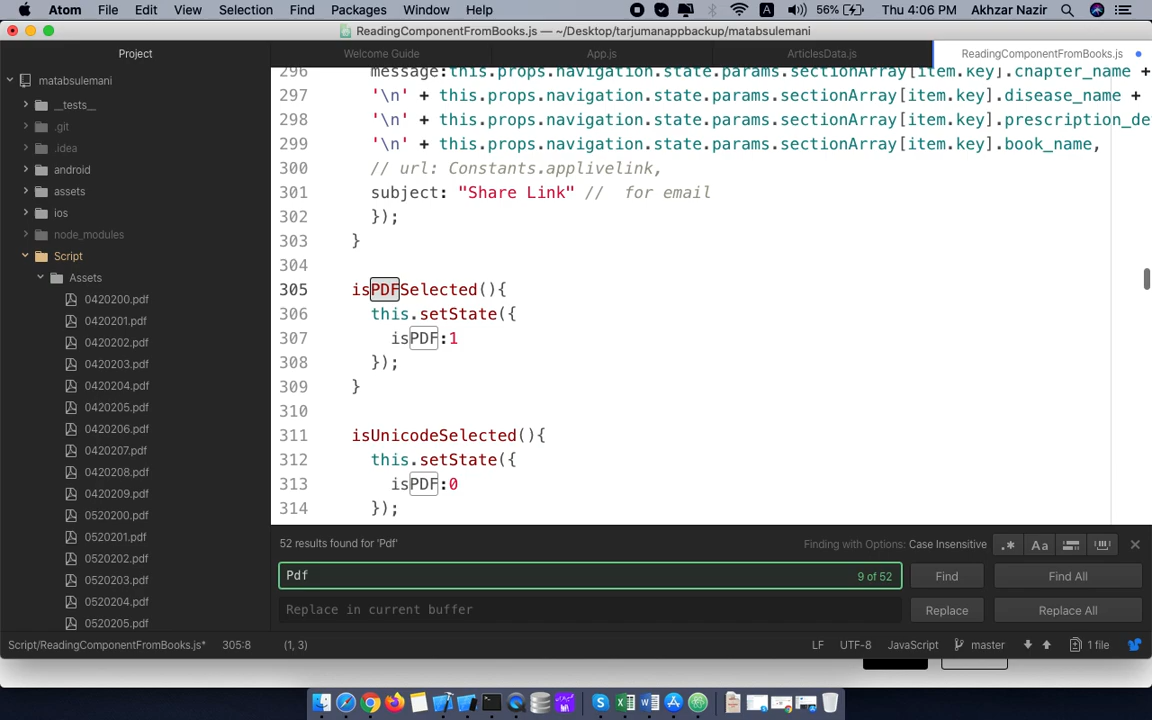 Atom File Edit View Selection Find Packages Window Help A 56% Thu 4:06 PM Akhzar Nazir
ReadingComponentFromBooks.js — ~/Desktop/tarjumanappbackup/matabsulemani
Project Welcome Guide App.js ArticlesData.js ReadingComponentFromBooks.js
matabsulemani
__tests__
.git
.idea
android
assets
ios
node_modules
Script
Assets
0420200.pdf
0420201.pdf
0420202.pdf
0420203.pdf
0420204.pdf
0420205.pdf
0420206.pdf
0420207.pdf
0420208.pdf
0420209.pdf
0520200.pdf
0520201.pdf
0520202.pdf
0520203.pdf
0520204.pdf
0520205.pdf
296 message:this.props.navigation.state.params.sectionArray[item.key].chapter_name +
297 '\n' + this.props.navigation.state.params.sectionArray[item.key].disease_name +
298 '\n' + this.props.navigation.state.params.sectionArray[item.key].prescription_de
299 '\n' + this.props.navigation.state.params.sectionArray[item.key].book_name,
300 // url: Constants.applivelink,
301 subject: "Share Link" // for email
302 });
303 }
304
305 isPDFSelected(){
306 this.setState({
307 isPDF:1
308 });
309 }
310
311 isUnicodeSelected(){
312 this.setState({
313 isPDF:0
314 });
52 results found for 'Pdf' Finding with Options: Case Insensitive .* Aa
Pdf 9 of 52 Find Find All
Replace in current buffer Replace Replace All
Script/ReadingComponentFromBooks.js* 305:8 (1, 3) LF UTF-8 JavaScript master 1 file